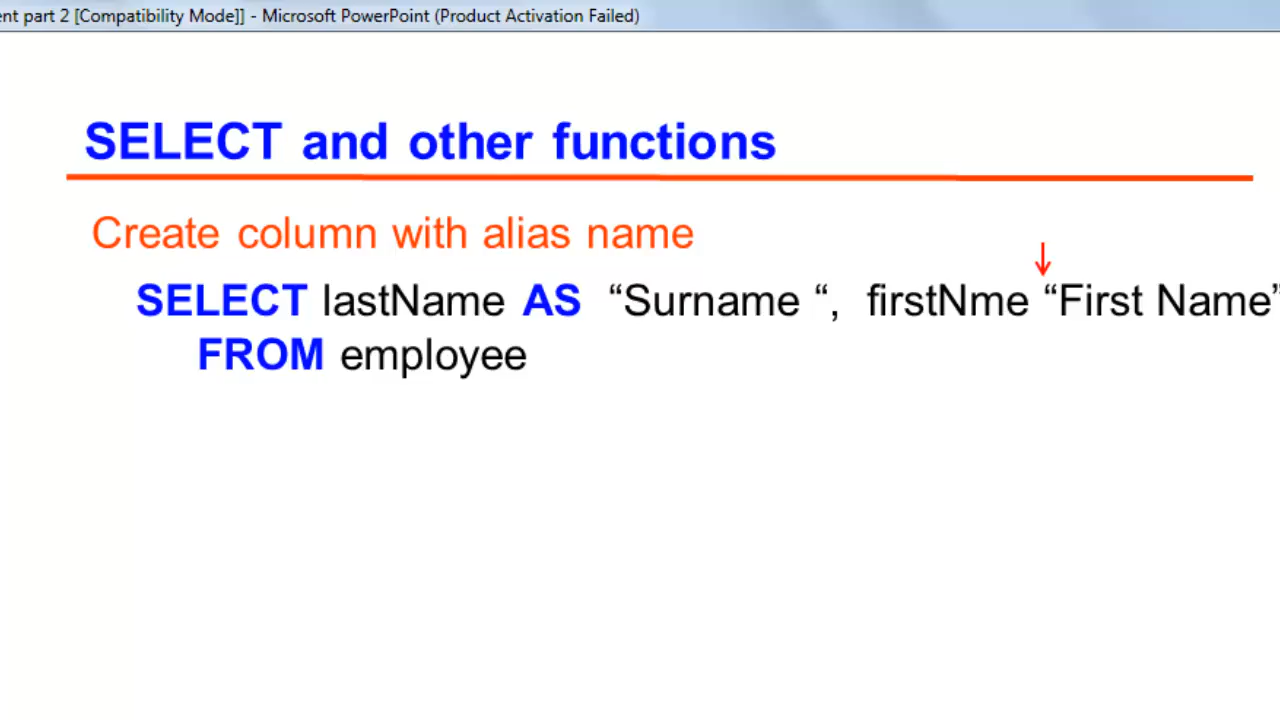 ent part 2 [Compatibility Mode]] - Microsoft PowerPoint (Product Activation Failed)
SELECT and other functions
Create column with alias name
SELECT lastName AS “Surname “, firstNme “First Name”
FROM employee